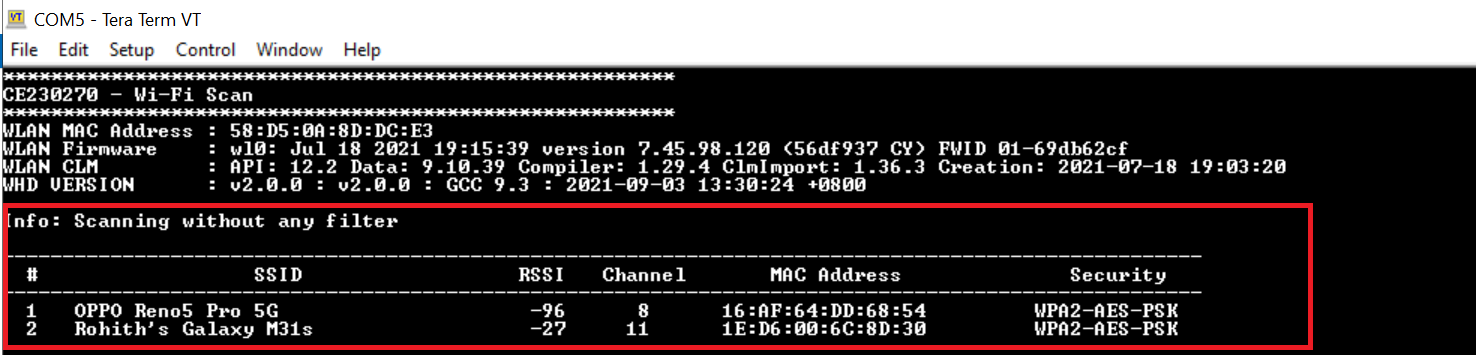 COM5 - Tera Term VT
File Edit Setup Control Window Help
********************************************************
CE230270 - Wi-Fi Scan
********************************************************
WLAN MAC Address : 58:D5:0A:8D:DC:E3
WLAN Firmware : wl0: Jul 18 2021 19:15:39 version 7.45.98.120 (56df937 CY) FWID 01-69db62cf
WLAN CLM : API: 12.2 Data: 9.10.39 Compiler: 1.29.4 ClmImport: 1.36.3 Creation: 2021-07-18 19:03:20
WHD VERSION : v2.0.0 : v2.0.0 : GCC 9.3 : 2021-09-03 13:30:24 +0800
Info: Scanning without any filter
----------------------------------------------------------------------------------------------------
# SSID RSSI Channel MAC Address Security
----------------------------------------------------------------------------------------------------
1 OPPO Reno5 Pro 5G -96 8 16:AF:64:DD:68:54 WPA2-AES-PSK
2 Rohith's Galaxy M31s -27 11 1E:D6:00:6C:8D:30 WPA2-AES-PSK